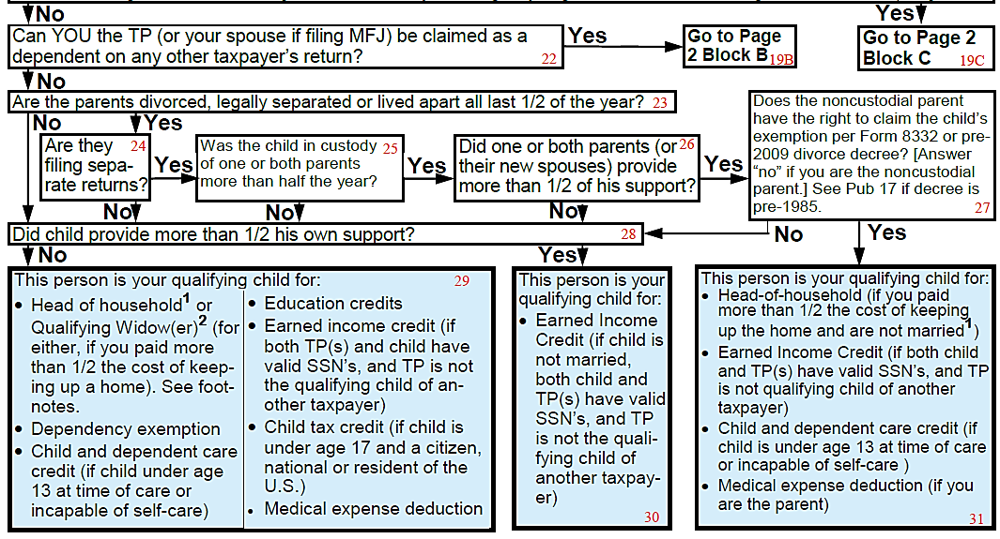 No
Yes
Can YOU the TP (or your spouse if filing MFJ) be claimed as a
dependent on any other taxpayer's return? 22
Yes
Go to Page
2 Block B 19B
Go to Page 2
Block C 19C
No
Are the parents divorced, legally separated or lived apart all last 1/2 of the year? 23
No
Yes
Are they 24
filing sepa-
rate returns?
Yes
Was the child in custody 25
of one or both parents
more than half the year?
Yes
Did one or both parents (or 26
their new spouses) provide
more than 1/2 of his support?
Yes
Does the noncustodial parent
have the right to claim the child's
exemption per Form 8332 or pre-
2009 divorce decree? [Answer
“no” if you are the noncustodial
parent.] See Pub 17 if decree is
pre-1985. 27
No
No
No
Did child provide more than 1/2 his own support? 28
No
Yes
No
Yes
This person is your qualifying child for: 29
• Head of household1 or
Qualifying Widow(er)2 (for
either, if you paid more
than 1/2 the cost of keep-
ing up a home). See foot-
notes.
• Dependency exemption
• Child and dependent care
credit (if child under age
13 at time of care or
incapable of self-care)
• Education credits
• Earned income credit (if
both TP(s) and child have
valid SSN's, and TP is not
the qualifying child of an-
other taxpayer)
• Child tax credit (if child is
under age 17 and a citizen,
national or resident of the
U.S.)
• Medical expense deduction
This person is your
qualifying child for:
• Earned Income
Credit (if child is
not married,
both child and
TP(s) have valid
SSN's, and TP
is not the quali-
fying child of
another taxpay-
er)
30
This person is your qualifying child for:
• Head-of-household (if you paid
more than 1/2 the cost of keeping
up the home and are not married1)
• Earned Income Credit (if both child
and TP(s) have valid SSN's, and TP
is not qualifying child of another
taxpayer)
• Child and dependent care credit (if
child is under age 13 at time of care
or incapable of self-care )
• Medical expense deduction (if you
are the parent)
31